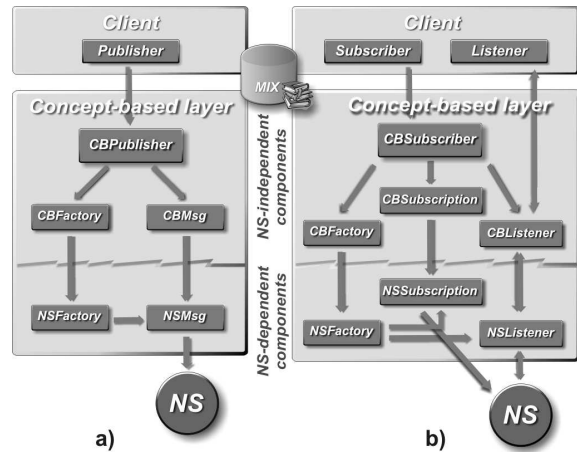 Client
Publisher
Concept-based layer
CBPublisher
CBFactory
CBMsg
NSFactory
NSMsg
NS
a)
MIX
NS-independent
components
NS-dependent
components
Client
Subscriber
Listener
Concept-based layer
CBSubscriber
CBSubscription
CBFactory
CBListener
NSSubscription
NSFactory
NSListener
NS
b)